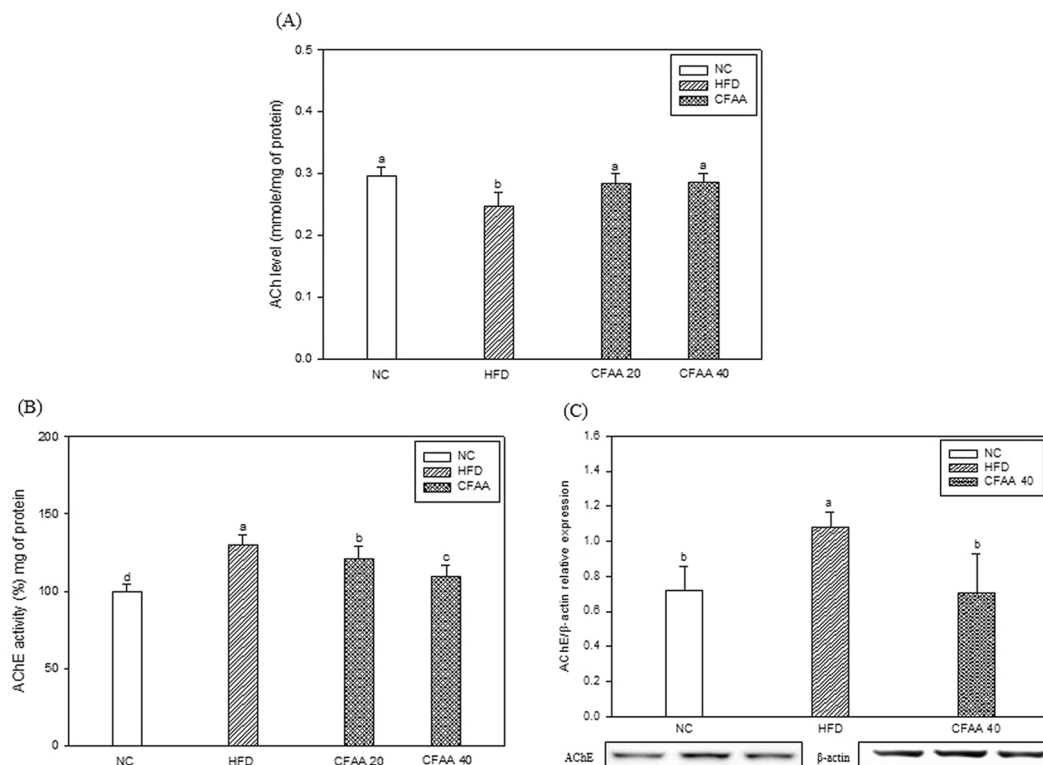 (A)
0.5
0.4
0.3
0.2
0.1
0.0
ACh level (mmole/mg of protein)
NC
HFD
CFAA
a
b
a
a
NC
HFD
CFAA 20
CFAA 40
(B)
200
150
100
50
0
AChE activity (%) mg of protein
NC
HFD
CFAA
d
a
b
c
NC
HFD
CFAA 20
CFAA 40
(C)
1.6
1.4
1.2
1.0
0.8
0.6
0.4
0.2
0.0
AChE/β-actin relative expression
NC
HFD
CFAA 40
b
a
b
NC
HFD
CFAA 40
AChE
β-actin